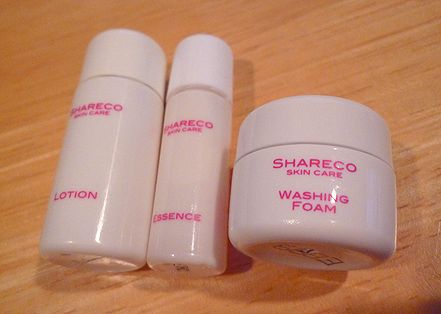 SHARECO
SKIN CARE
LOTION
SHARECO
SKIN CARE
ESSENCE
SHARECO
SKIN CARE
WASHING
FOAM